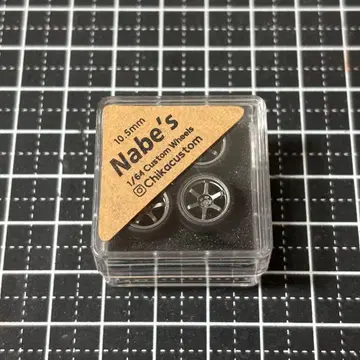 10.5mm
Nabe's
1/64 Custom Wheels
@Chikacustom